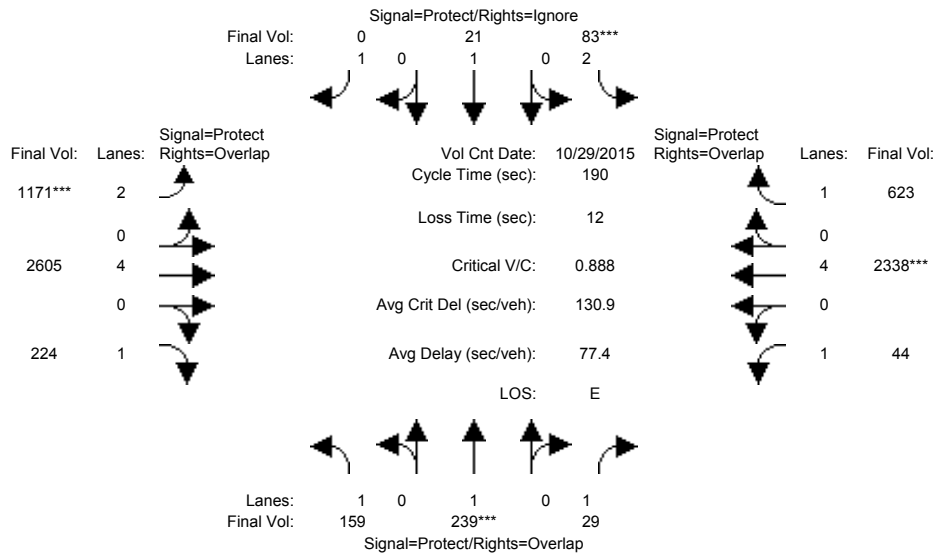 Signal=Protect/Rights=Ignore
Final Vol: 0 21 83***
Lanes: 1 0 1 0 2
Signal=Protect
Final Vol: Lanes: Rights=Overlap
Vol Cnt Date: 10/29/2015
Signal=Protect
Rights=Overlap Lanes: Final Vol:
Cycle Time (sec): 190
1171*** 2
1 623
Loss Time (sec): 12
0
0
2605 4
Critical V/C: 0.888
4 2338***
0
Avg Crit Del (sec/veh): 130.9
0
224 1
Avg Delay (sec/veh): 77.4
1 44
LOS: E
Lanes: 1 0 1 0 1
Final Vol: 159 239*** 29
Signal=Protect/Rights=Overlap